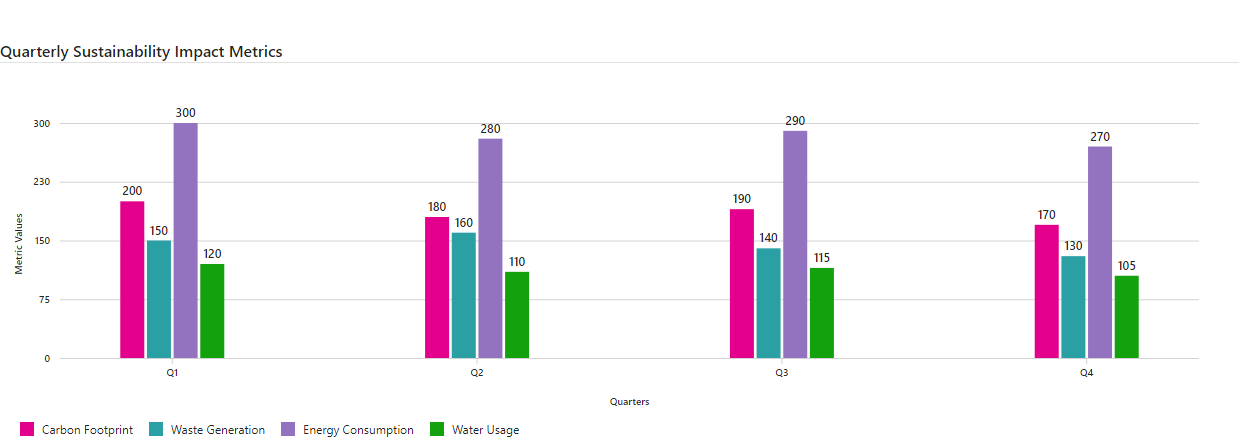 Quarterly Sustainability Impact Metrics
300
230
150
75
0
Metric Values
200
150
300
120
180
160
280
110
190
140
290
115
170
130
270
105
Q1
Q2
Q3
Q4
Quarters
Carbon Footprint
Waste Generation
Energy Consumption
Water Usage